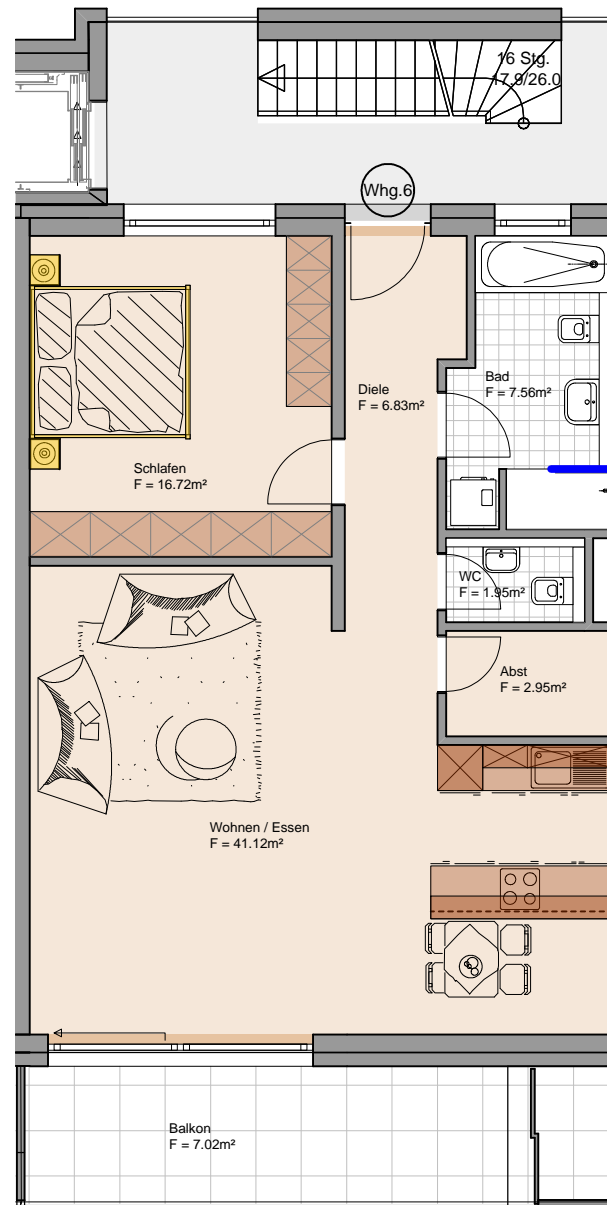 16 Stg.
17.9/26.0
Whg.6
Diele
F = 6.83m²
Bad
F = 7.56m²
Schlafen
F = 16.72m²
WC
F = 1.95m²
Abst
F = 2.95m²
Wohnen / Essen
F = 41.12m²
Balkon
F = 7.02m²